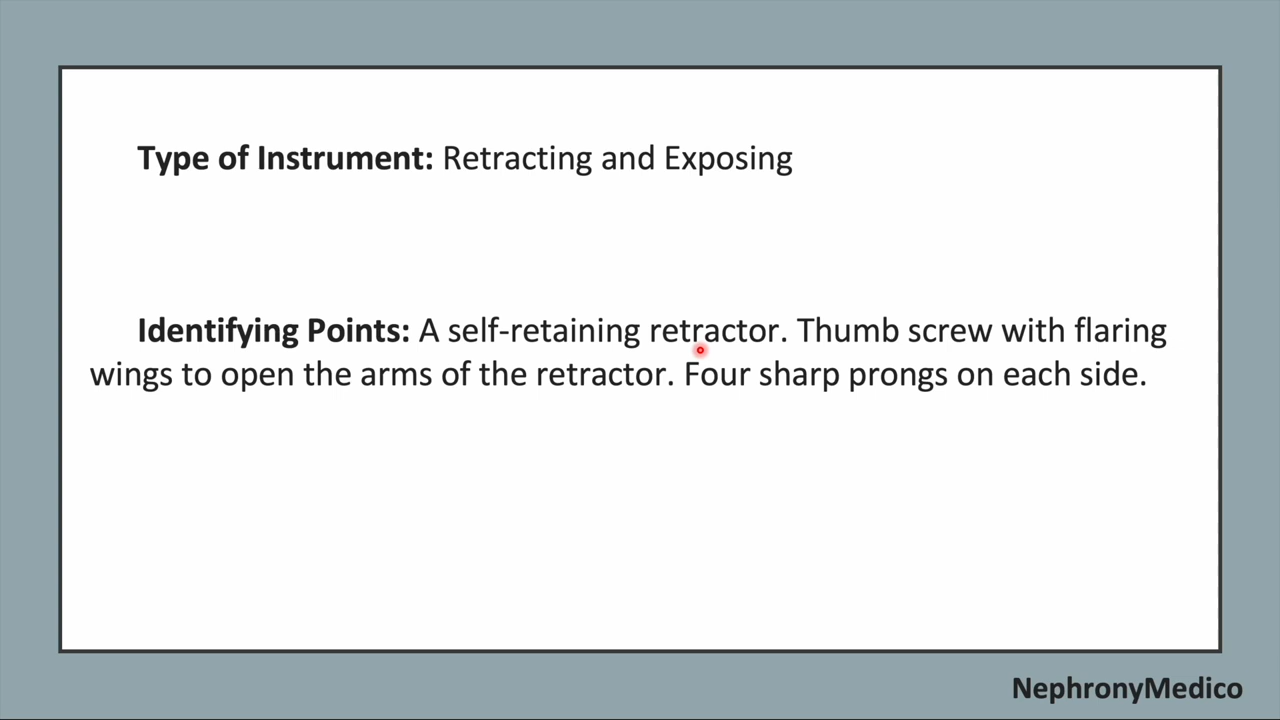 Type of Instrument: Retracting and Exposing
Identifying Points: A self-retaining retractor. Thumb screw with flaring
wings to open the arms of the retractor. Four sharp prongs on each side.
NephronyMedico